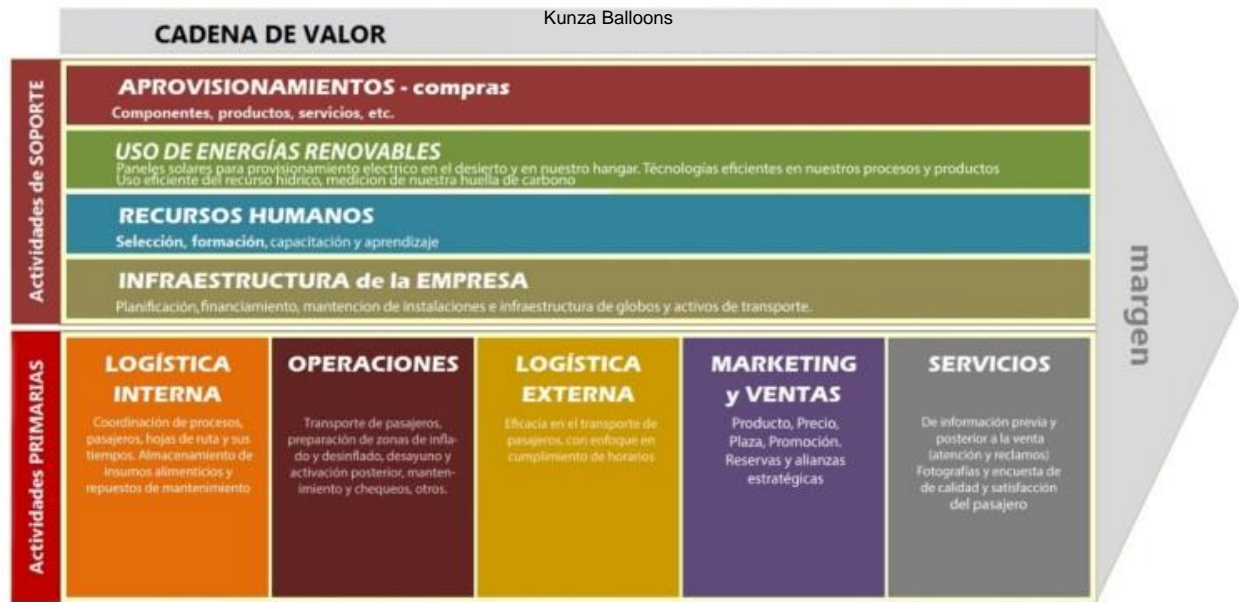 Kunza Balloons
CADENA DE VALOR
Actividades de SOPORTE
APROVISIONAMIENTOS - compras
Componentes, productos, servicios, etc.
USO DE ENERGÍAS RENOVABLES
Paneles solares para provisionamiento electrico en el desierto y en nuestro hangar. Técnologías eficientes en nuestros procesos y productos
Uso eficiente del recurso hidrico, medicion de nuestra huella de carbono
RECURSOS HUMANOS
Selección, formación, capacitación y aprendizaje
INFRAESTRUCTURA de la EMPRESA
Planificación, financiamiento, mantencion de instalaciones e infraestructura de globos y activos de transporte.
margen
Actividades PRIMARIAS
LOGÍSTICA
INTERNA
Coordinación de procesos,
pasajeros, hojas de ruta y sus
tiempos. Almacenamiento de
insumos alimenticios y
repuestos de mantenimiento
OPERACIONES
Transporte de pasajeros,
preparación de zonas de infla-
do y desinflado, desayuno y
activación posterior, manten-
imiento y chequeos, otros.
LOGÍSTICA
EXTERNA
Eficacia en el transporte de
pasajeros, con enfoque en
cumplimiento de horarios
MARKETING
y VENTAS
Producto, Precio,
Plaza, Promoción.
Reservas y alianzas
estratégicas
SERVICIOS
De información previa y
posterior a la venta
(atención y reclamos)
Fotografías y encuesta de
de calidad y satisfacción
del pasajero